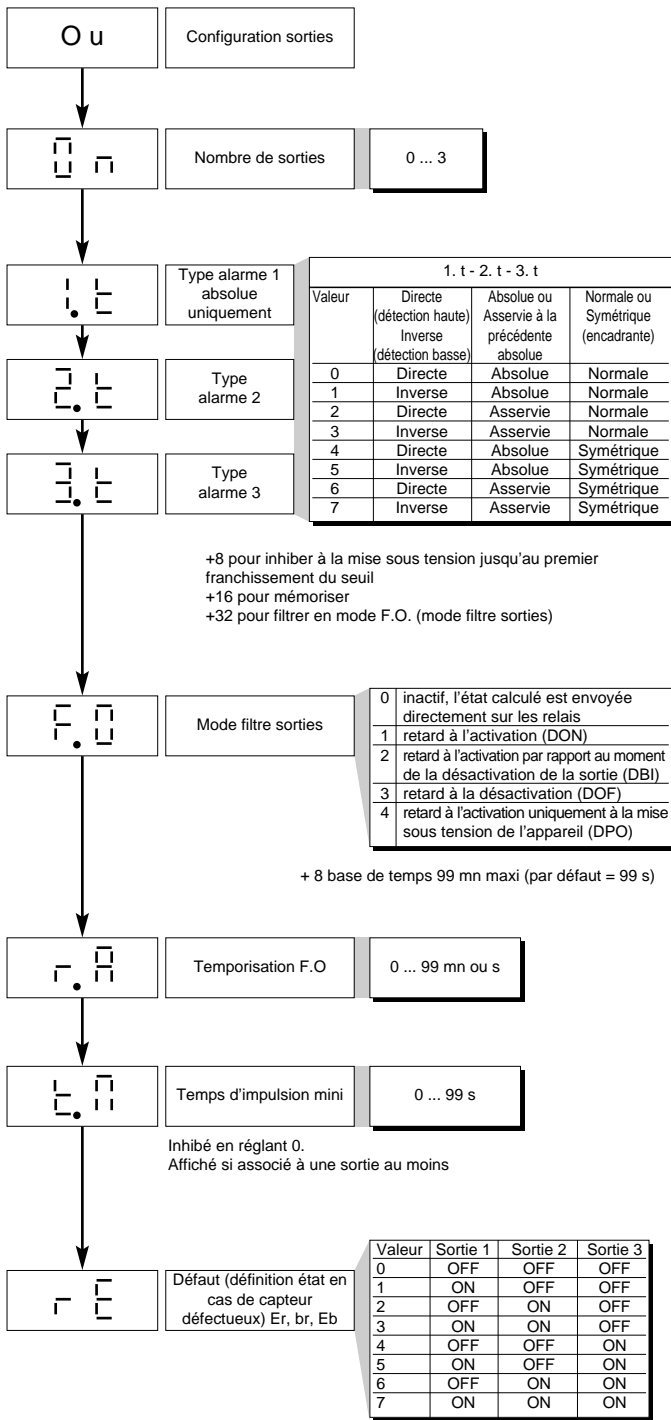 O u
Configuration sorties
0 n
Nombre de sorties
0 ... 3
1.t
Type alarme 1
absolue
uniquement
2.t
Type
alarme 2
3.t
Type
alarme 3
1. t - 2. t - 3. t
Valeur Directe (détection haute) Inverse (détection basse) Absolue ou Asservie à la précédente absolue Normale ou Symétrique (encadrante)
0 Directe Absolue Normale
1 Inverse Absolue Normale
2 Directe Asservie Normale
3 Inverse Asservie Normale
4 Directe Absolue Symétrique
5 Inverse Absolue Symétrique
6 Directe Asservie Symétrique
7 Inverse Asservie Symétrique
+8 pour inhiber à la mise sous tension jusqu'au premier
franchissement du seuil
+16 pour mémoriser
+32 pour filtrer en mode F.O. (mode filtre sorties)
F.0
Mode filtre sorties
0 inactif, l'état calculé est envoyée
directement sur les relais
1 retard à l'activation (DON)
2 retard à l'activation par rapport au moment
de la désactivation de la sortie (DBI)
3 retard à la désactivation (DOF)
4 retard à l'activation uniquement à la mise
sous tension de l'appareil (DPO)
+ 8 base de temps 99 mn maxi (par défaut = 99 s)
r.A
Temporisation F.O
0 ... 99 mn ou s
t.M
Temps d'impulsion mini
0 ... 99 s
Inhibé en réglant 0.
Affiché si associé à une sortie au moins
r E
Défaut (définition état en
cas de capteur
défectueux) Er, br, Eb
Valeur Sortie 1 Sortie 2 Sortie 3
0 OFF OFF OFF
1 ON OFF OFF
2 OFF ON OFF
3 ON ON OFF
4 OFF OFF ON
5 ON OFF ON
6 OFF ON ON
7 ON ON ON